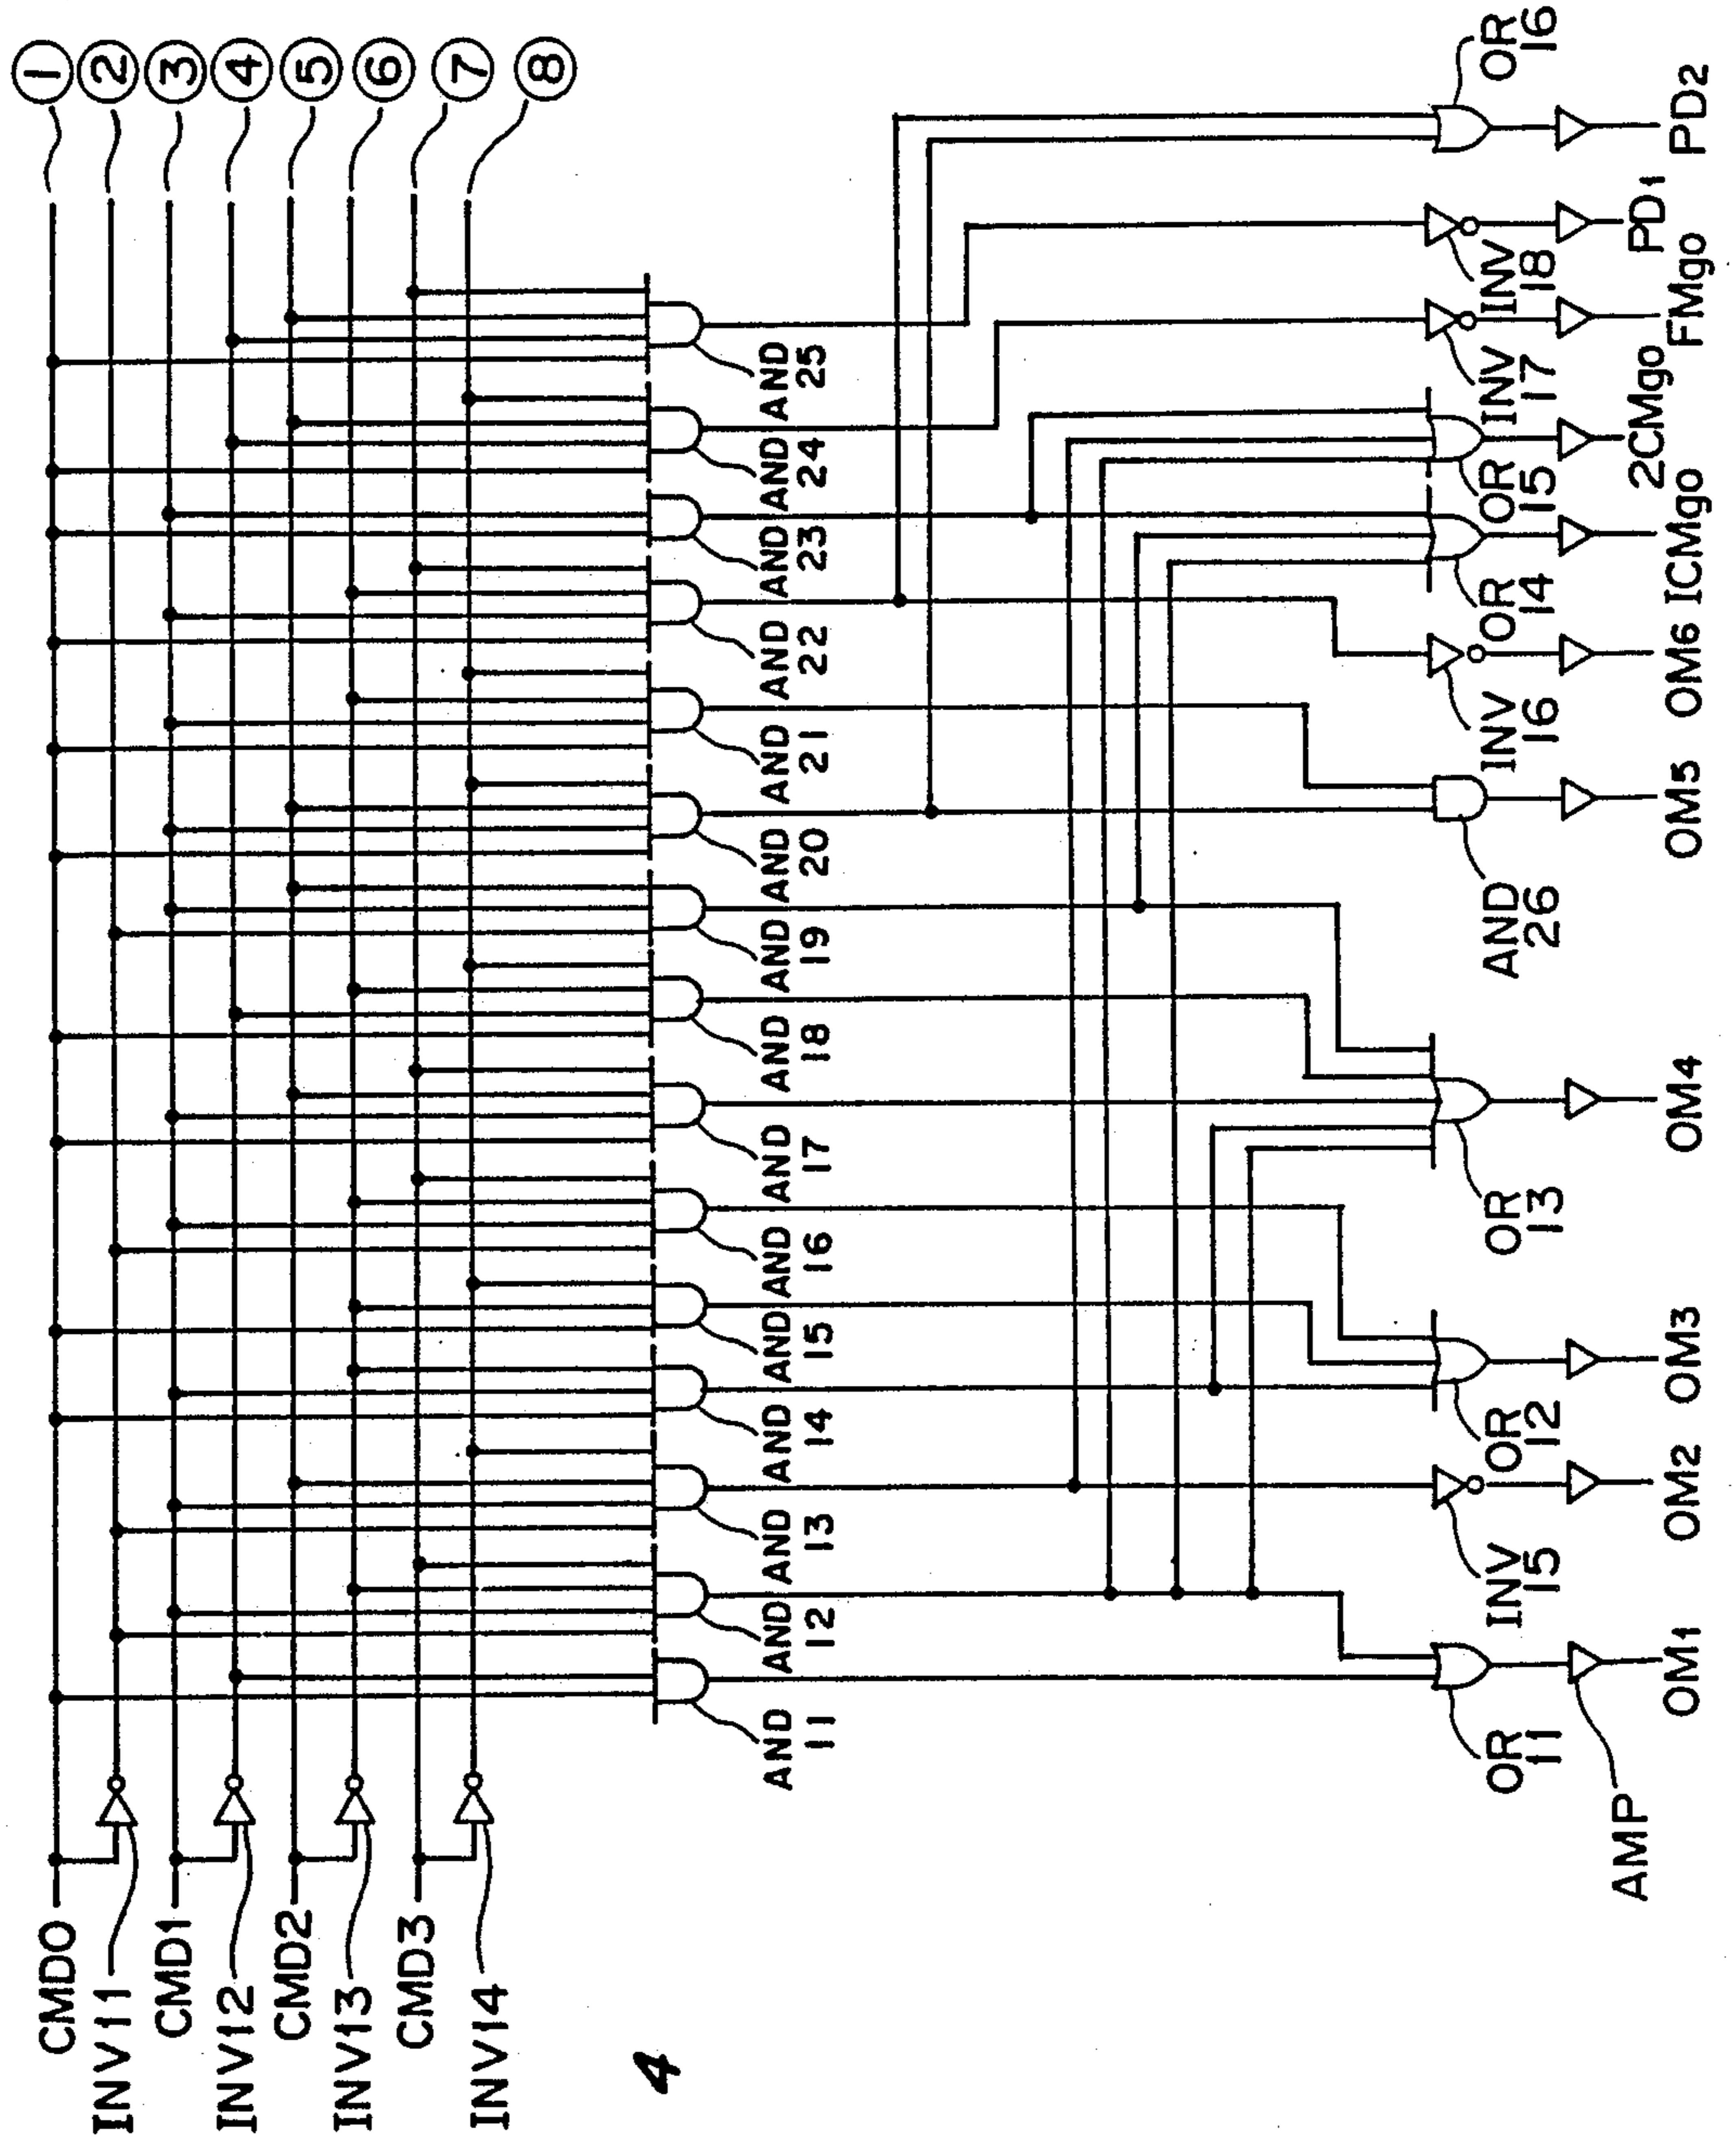 1
2
3
4
5
6
7
8
CMD0
INV11
CMD1
INV12
CMD2
INV13
CMD3
INV14
4
AND 11
AND 12
AND 13
AND 14
AND 15
AND 16
AND 17
AND 18
AND 19
AND 20
AND 21
AND 22
AND 23
AND 24
AND 25
AMP
OR 11
INV 15
OR 12
OR 13
AND 26
INV 16
OR 14
OR 15
INV 17
INV 18
OR 16
OM1
OM2
OM3
OM4
OM5
OM6
ICMgo
2CMgo
FMgo
PD1
PD2